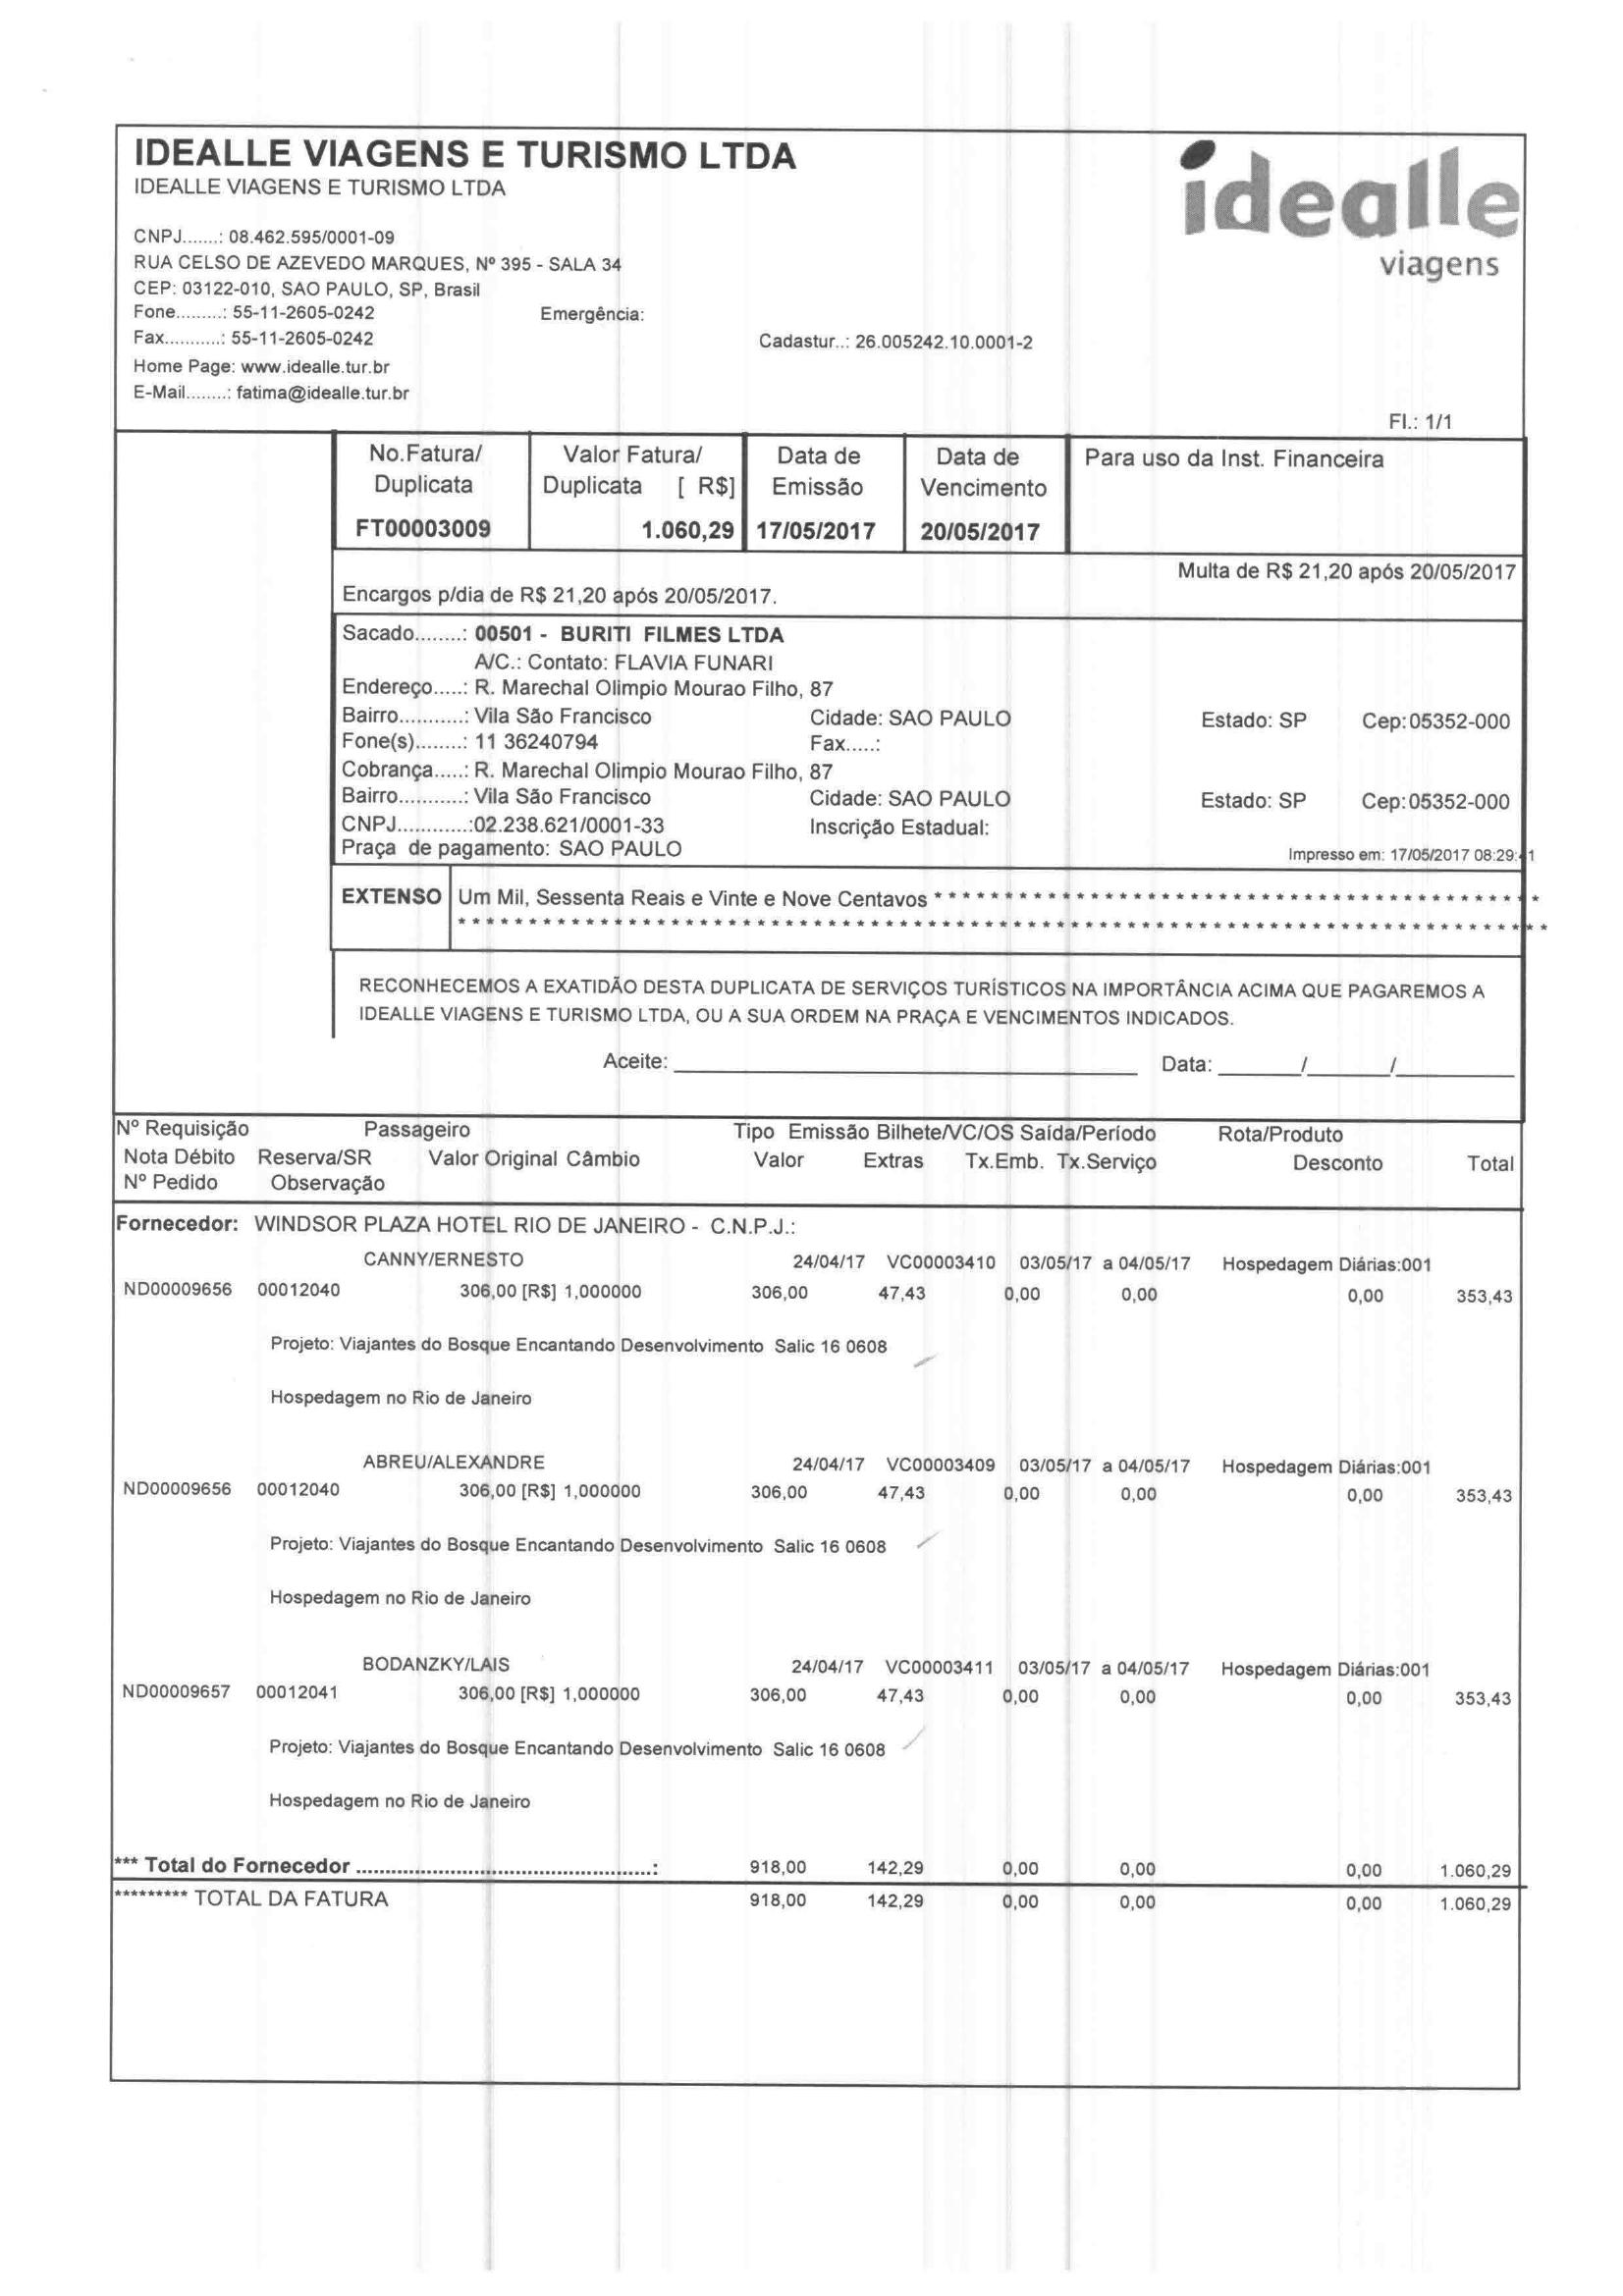 IDEALLE VIAGENS E TURISMO LTDA
IDEALLE VIAGENS E TURISMO LTDA
idealle
viagens
CNPJ.......: 08.462.595/0001-09
RUA CELSO DE AZEVEDO MARQUES, Nº 395 - SALA 34
CEP: 03122-010, SAO PAULO, SP, Brasil
Fone.........: 55-11-2605-0242 Emergência:
Fax...........: 55-11-2605-0242 Cadastur..: 26.005242.10.0001-2
Home Page: www.idealle.tur.br
E-Mail........: fatima@idealle.tur.br
Fl.: 1/1
No.Fatura/ Valor Fatura/ Data de Data de Para uso da Inst. Financeira
Duplicata Duplicata [ R$] Emissão Vencimento
FT00003009 1.060,29 17/05/2017 20/05/2017
Multa de R$ 21,20 após 20/05/2017
Encargos p/dia de R$ 21,20 após 20/05/2017.
Sacado........: 00501 - BURITI FILMES LTDA
A/C.: Contato: FLAVIA FUNARI
Endereço.....: R. Marechal Olimpio Mourao Filho, 87
Bairro...........: Vila São Francisco Cidade: SAO PAULO Estado: SP Cep:05352-000
Fone(s)........: 11 36240794 Fax.....:
Cobrança.....: R. Marechal Olimpio Mourao Filho, 87
Bairro...........: Vila São Francisco Cidade: SAO PAULO Estado: SP Cep:05352-000
CNPJ............:02.238.621/0001-33 Inscrição Estadual:
Praça de pagamento: SAO PAULO Impresso em: 17/05/2017 08:29:41
EXTENSO Um Mil, Sessenta Reais e Vinte e Nove Centavos * * * * * * * * * * * * * * * * * * * * * * * * * * * * * * * * * * * * * * * * * *
* * * * * * * * * * * * * * * * * * * * * * * * * * * * * * * * * * * * * * * * * * * * * * * * * * * * * * * * * * * * * * * * * * * * * * * * * * * *
RECONHECEMOS A EXATIDÃO DESTA DUPLICATA DE SERVIÇOS TURÍSTICOS NA IMPORTÂNCIA ACIMA QUE PAGAREMOS A
IDEALLE VIAGENS E TURISMO LTDA, OU A SUA ORDEM NA PRAÇA E VENCIMENTOS INDICADOS.
Aceite: ____________________ Data: ______/______/________
Nº Requisição Passageiro Tipo Emissão Bilhete/VC/OS Saída/Período Rota/Produto
Nota Débito Reserva/SR Valor Original Câmbio Valor Extras Tx.Emb. Tx.Serviço Desconto Total
Nº Pedido Observação
Fornecedor: WINDSOR PLAZA HOTEL RIO DE JANEIRO - C.N.P.J.:
CANNY/ERNESTO 24/04/17 VC00003410 03/05/17 a 04/05/17 Hospedagem Diárias:001
ND00009656 00012040 306,00 [R$] 1,000000 306,00 47,43 0,00 0,00 0,00 353,43
Projeto: Viajantes do Bosque Encantando Desenvolvimento Salic 16 0608
Hospedagem no Rio de Janeiro
ABREU/ALEXANDRE 24/04/17 VC00003409 03/05/17 a 04/05/17 Hospedagem Diárias:001
ND00009656 00012040 306,00 [R$] 1,000000 306,00 47,43 0,00 0,00 0,00 353,43
Projeto: Viajantes do Bosque Encantando Desenvolvimento Salic 16 0608
Hospedagem no Rio de Janeiro
BODANZKY/LAIS 24/04/17 VC00003411 03/05/17 a 04/05/17 Hospedagem Diárias:001
ND00009657 00012041 306,00 [R$] 1,000000 306,00 47,43 0,00 0,00 0,00 353,43
Projeto: Viajantes do Bosque Encantando Desenvolvimento Salic 16 0608
Hospedagem no Rio de Janeiro
*** Total do Fornecedor ..................................................: 918,00 142,29 0,00 0,00 0,00 1.060,29
********* TOTAL DA FATURA 918,00 142,29 0,00 0,00 0,00 1.060,29